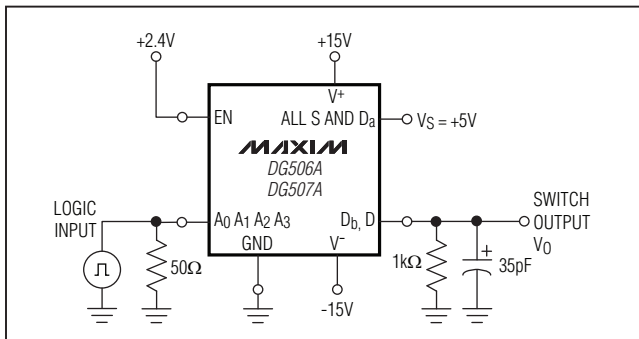 +2.4V
+15V
V+
EN
ALL S AND Da
VS = +5V
MAXIM
DG506A
DG507A
LOGIC
INPUT
A0 A1 A2 A3
Db, D
SWITCH
OUTPUT
VO
GND
V-
50Ω
1kΩ
+
35pF
-15V